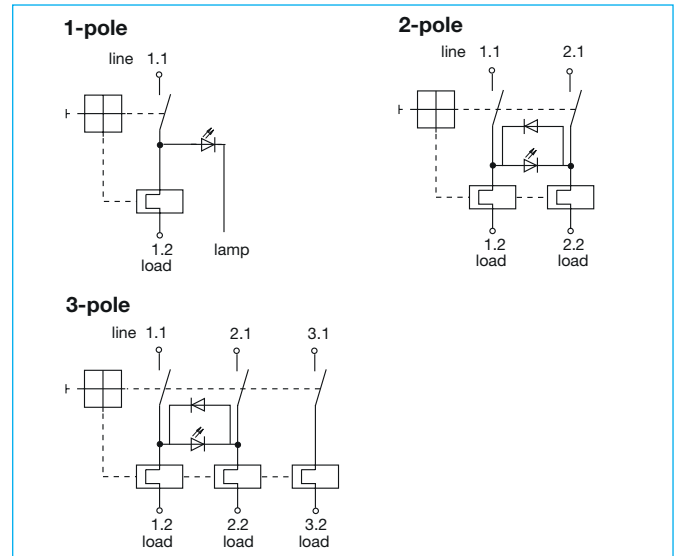 1-pole
line 1.1
1.2
load
lamp
2-pole
line 1.1 2.1
1.2 2.2
load load
3-pole
line 1.1 2.1 3.1
1.2 2.2 3.2
load load load